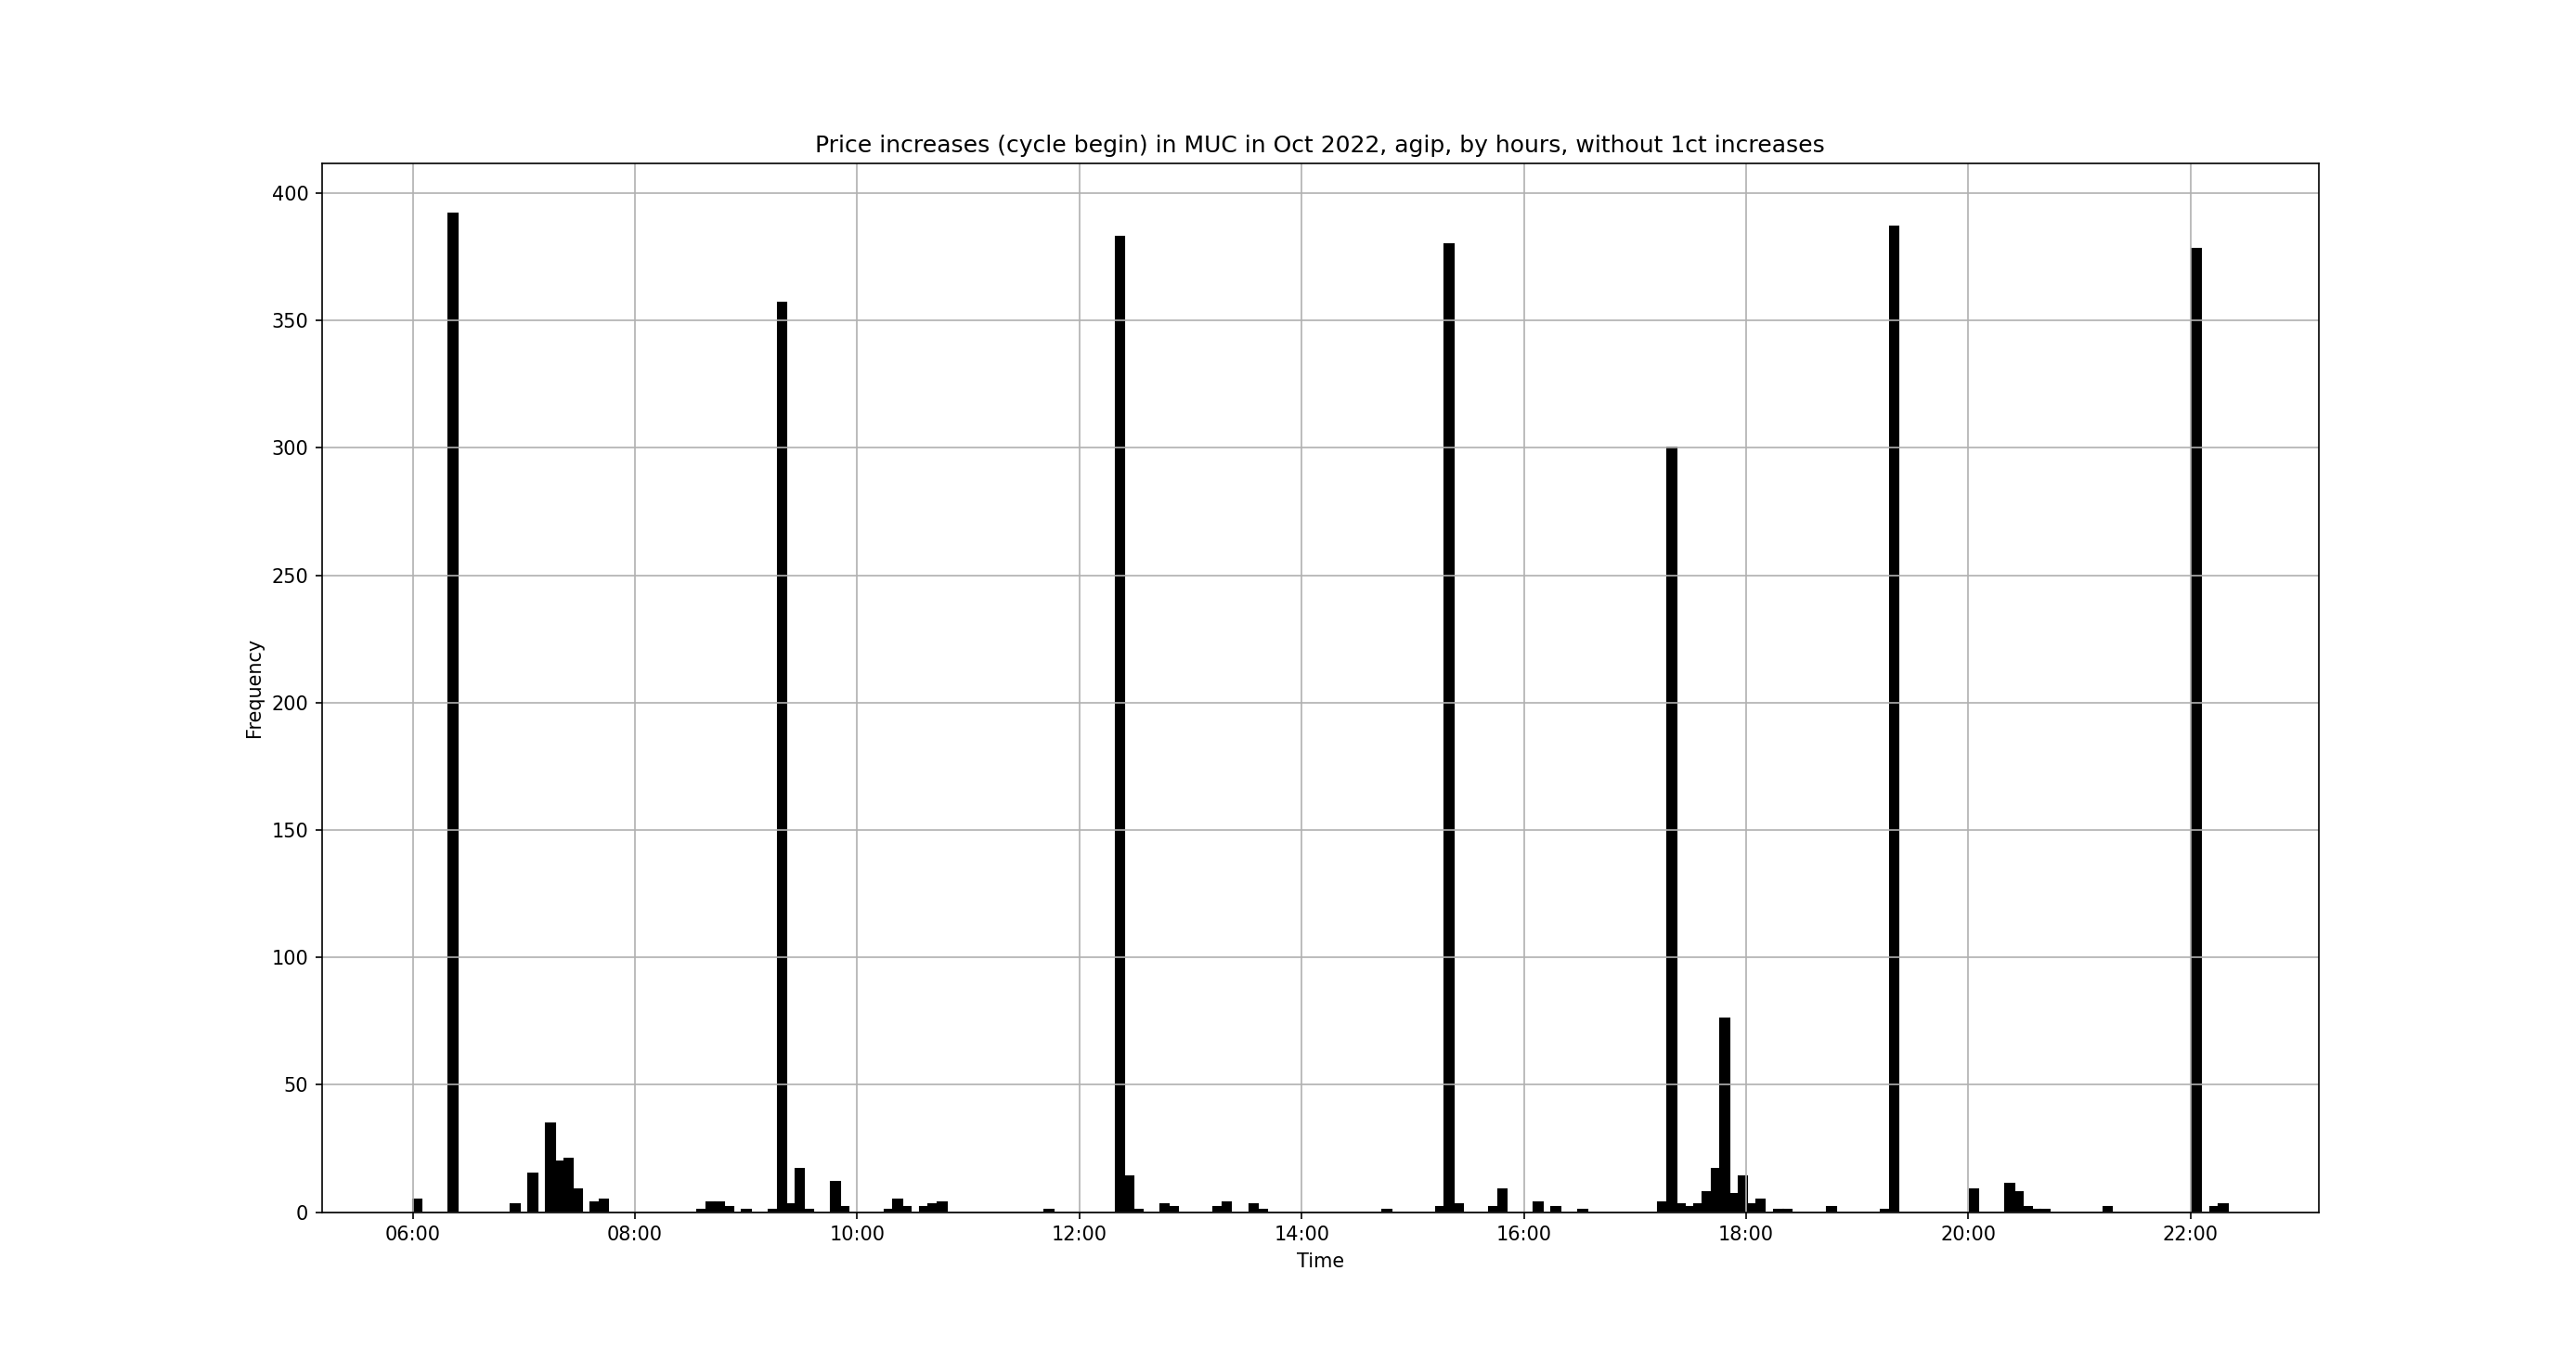 Price increases (cycle begin) in MUC in Oct 2022, agip, by hours, without 1ct increases
400
350
300
250
200
150
100
50
0
Frequency
06:00 08:00 10:00 12:00 14:00 16:00 18:00 20:00 22:00
Time